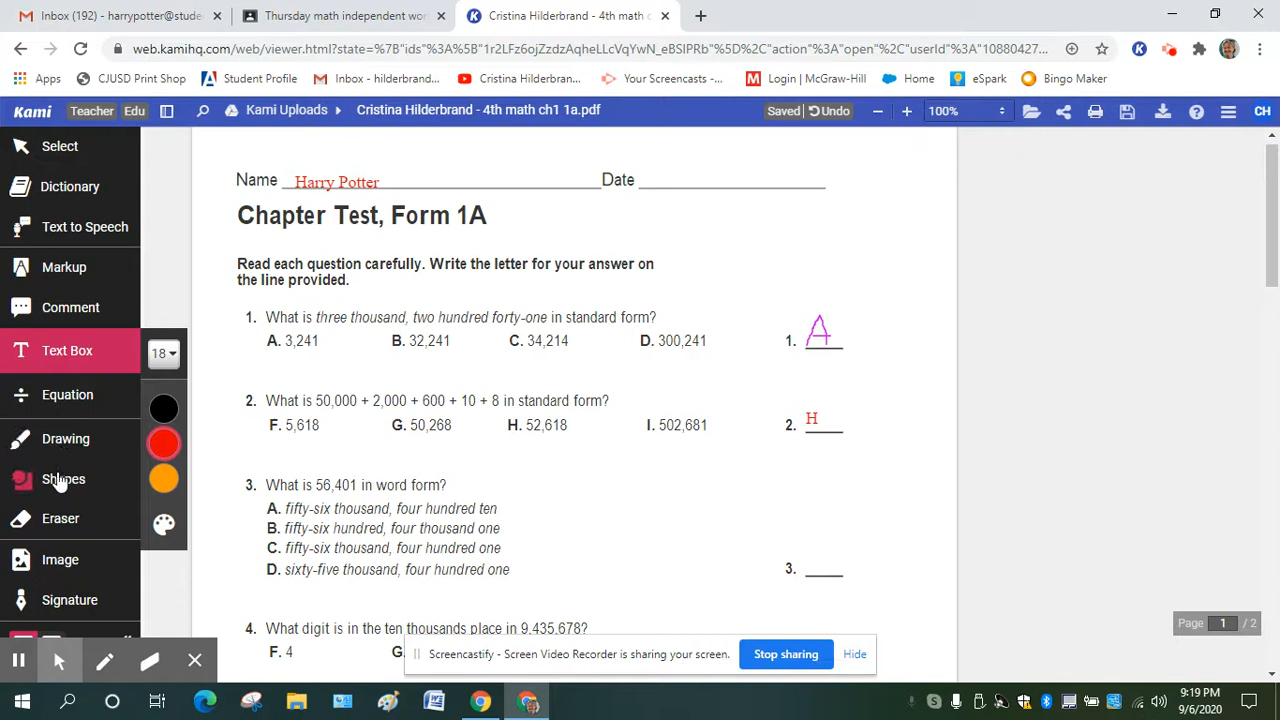 Inbox (192) - harrypotter@stude Thursday math independent wor Cristina Hilderbrand - 4th math c
web.kamihq.com/web/viewer.html?state=%7B"ids"%3A%5B"1r2LFz6ojZzdzAqheLLcVqYwN_eBSIPRb"%5D%2C"action"%3A"open"%2C"userId"%3A"10880427...
Apps CJUSD Print Shop Student Profile Inbox - hilderbrand... Cristina Hilderbran... Your Screencasts -... Login | McGraw-Hill Home eSpark Bingo Maker
Kami Teacher Edu Kami Uploads Cristina Hilderbrand - 4th math ch1 1a.pdf Saved Undo 100% CH
Select
Dictionary
Text to Speech
Markup
Comment
Text Box
Equation
Drawing
Shapes
Eraser
Image
Signature
18
Name Harry Potter Date
Chapter Test, Form 1A
Read each question carefully. Write the letter for your answer on
the line provided.
1. What is three thousand, two hundred forty-one in standard form?
A. 3,241 B. 32,241 C. 34,214 D. 300,241 1. A
2. What is 50,000 + 2,000 + 600 + 10 + 8 in standard form?
F. 5,618 G. 50,268 H. 52,618 I. 502,681 2. H
3. What is 56,401 in word form?
A. fifty-six thousand, four hundred ten
B. fifty-six hundred, four thousand one
C. fifty-six thousand, four hundred one
D. sixty-five thousand, four hundred one 3.
4. What digit is in the ten thousands place in 9,435,678?
F. 4 G.
Page 1 / 2
Screencastify - Screen Video Recorder is sharing your screen. Stop sharing Hide
9:19 PM
9/6/2020